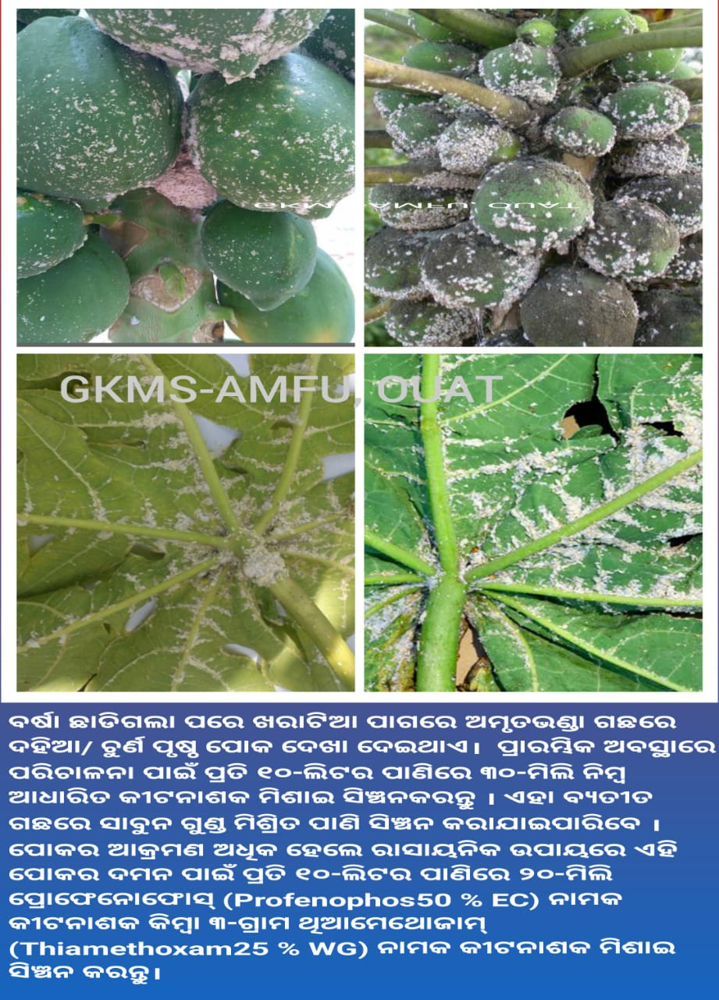 GKMS-AMFU, OUAT
GKMS-AMFU, OUAT
ବର୍ଷା ଛାଡିଗଲା ପରେ ଖରାଟିଆ ପାଗରେ ଅମୃତଭଣ୍ଡା ଗଛରେ
ଦହିଆ/ ଚୁର୍ଣ ପୃଷ୍ଠ ପୋକ ଦେଖା ଦେଇଥାଏ। ପ୍ରାରମ୍ଭିକ ଅବସ୍ଥାରେ
ପରିଚାଳନା ପାଇଁ ପ୍ରତି ୧୦-ଲିଟର ପାଣିରେ ୩୦-ମିଲି ନିମ୍ବ
ଆଧାରିତ କୀଟନାଶକ ମିଶାଇ ସିଞ୍ଚନକରନ୍ତୁ । ଏହା ବ୍ୟତୀତ
ଗଛରେ ସାବୁନ ଗୁଣ୍ଡ ମିଶ୍ରିତ ପାଣି ସିଞ୍ଚନ କରାଯାଇପାରିବେ ।
ପୋକର ଆକ୍ରମଣ ଅଧିକ ହେଲେ ରାସାୟନିକ ଉପାୟରେ ଏହି
ପୋକର ଦମନ ପାଇଁ ପ୍ରତି ୧୦-ଲିଟର ପାଣିରେ ୨୦-ମିଲି
ପ୍ରୋଫେନୋଫୋସ୍ (Profenophos50 % EC) ନାମକ
କୀଟନାଶକ କିମ୍ବା ୩-ଗ୍ରାମ ଥିଆମେଥୋଜାମ୍
(Thiamethoxam25 % WG) ନାମକ କୀଟନାଶକ ମିଶାଇ
ସିଞ୍ଚନ କରନ୍ତୁ।